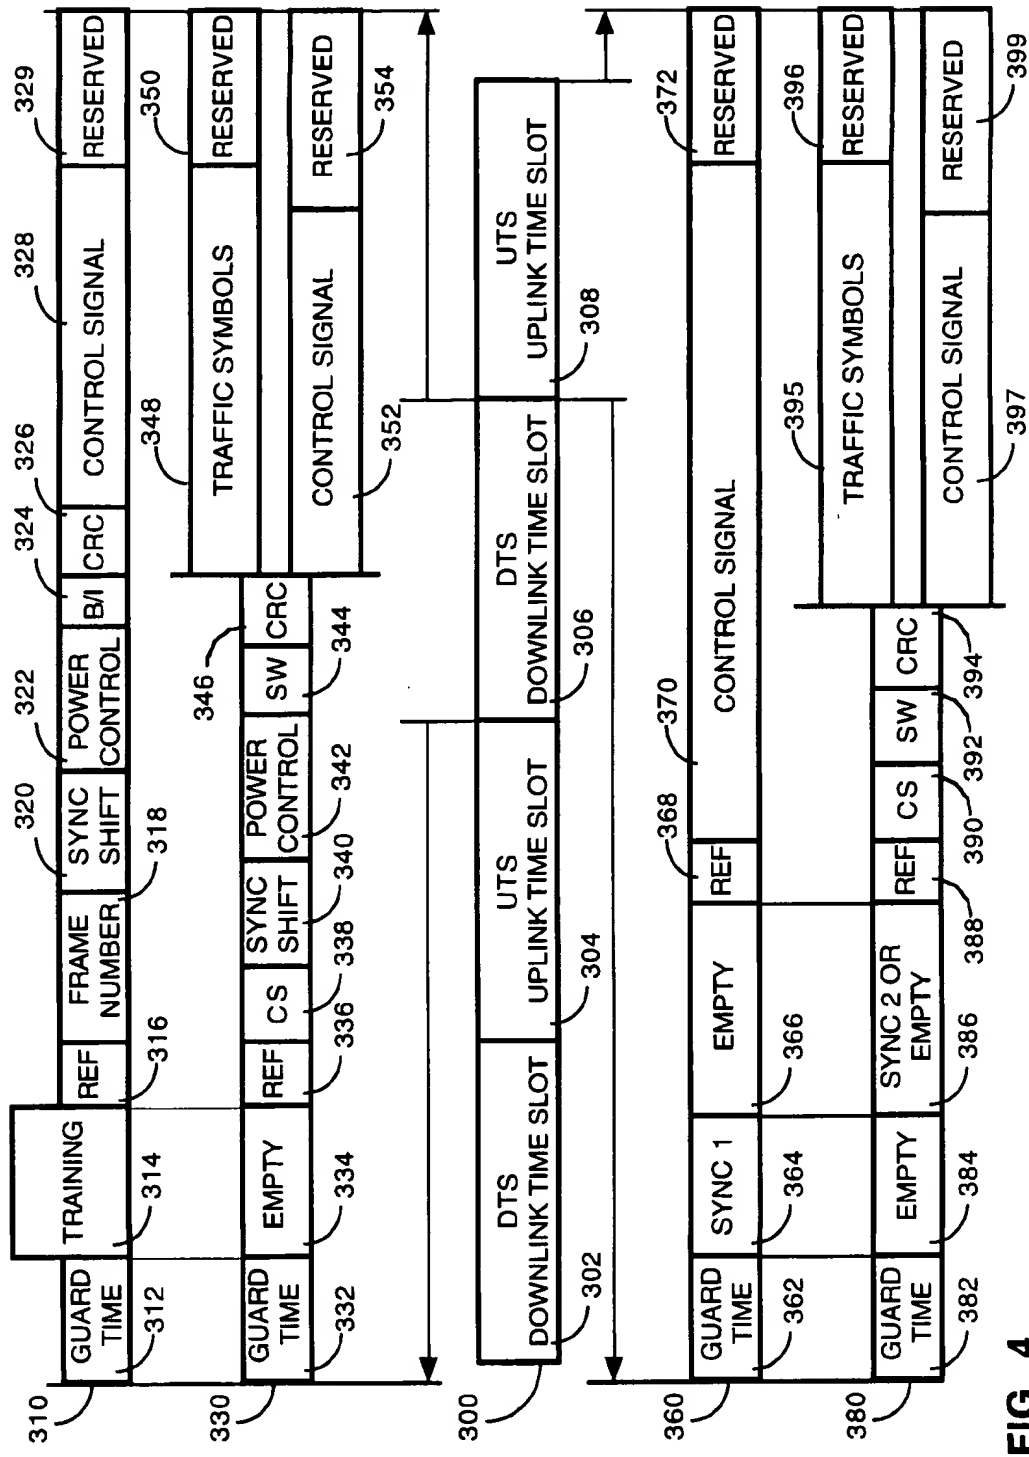 310
GUARD
TIME
312
TRAINING
314
REF
316
FRAME
NUMBER
318
SYNC
SHIFT
320
POWER
CONTROL
322
B/I
324
CRC
326
CONTROL SIGNAL
328
RESERVED
329
330
GUARD
TIME
332
EMPTY
334
REF
336
CS
338
SYNC
SHIFT
340
POWER
CONTROL
342
SW
344
CRC
346
TRAFFIC SYMBOLS
348
RESERVED
350
CONTROL SIGNAL
352
RESERVED
354
300
DTS
DOWNLINK TIME SLOT
302
UTS
UPLINK TIME SLOT
304
DTS
DOWNLINK TIME SLOT
306
UTS
UPLINK TIME SLOT
308
360
GUARD
TIME
362
SYNC 1
364
EMPTY
366
REF
368
CONTROL SIGNAL
370
RESERVED
372
380
GUARD
TIME
382
EMPTY
384
SYNC 2 OR
EMPTY
386
REF
388
CS
390
SW
392
CRC
394
TRAFFIC SYMBOLS
395
RESERVED
396
CONTROL SIGNAL
397
RESERVED
399
FIG_4